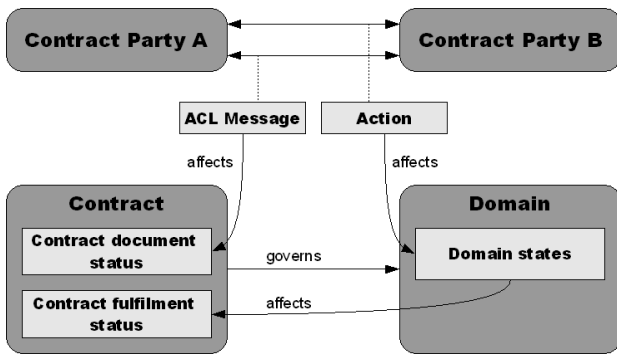 Contract Party A
Contract Party B
ACL Message
Action
affects
affects
Contract
Domain
Contract document
status
governs
Domain states
Contract fulfilment
status
affects